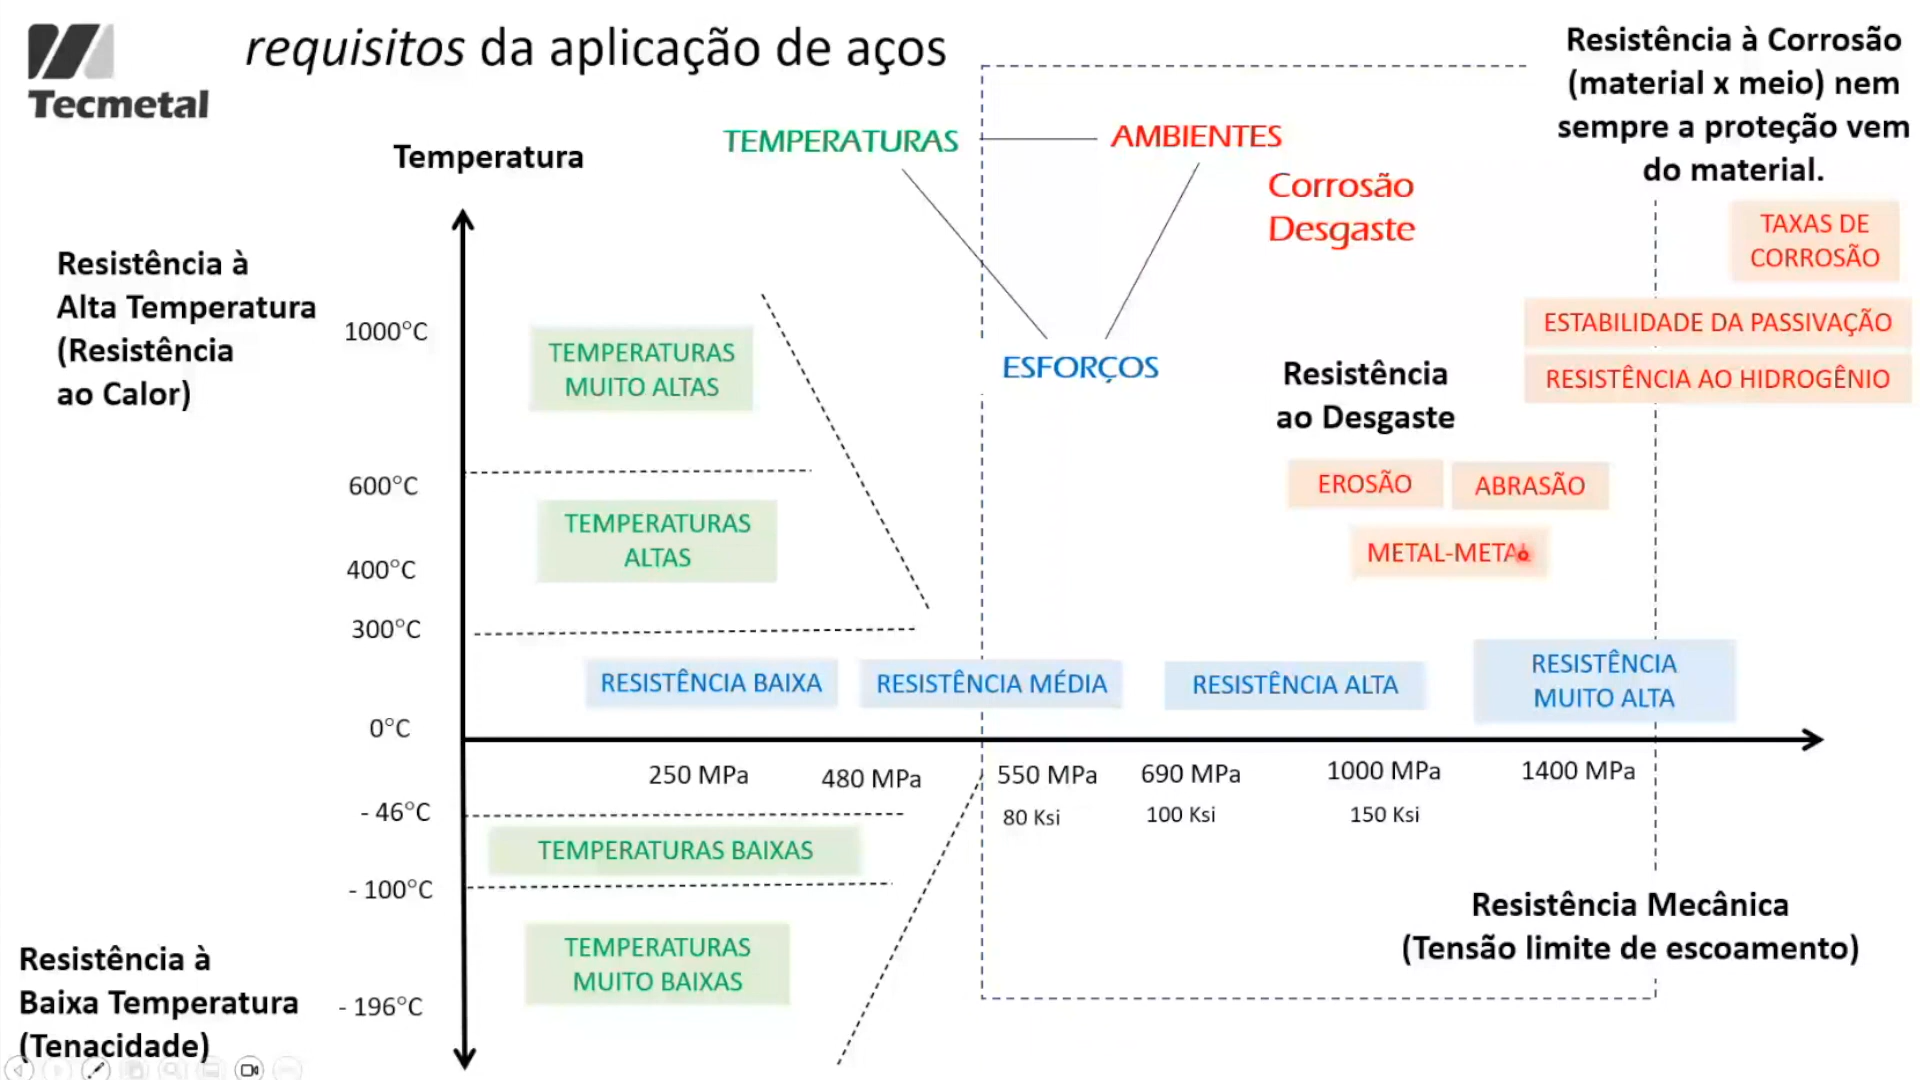 Tecmetal
requisitos da aplicação de aços
Temperatura
TEMPERATURAS
AMBIENTES
Corrosão
Desgaste
ESFORÇOS
Resistência à Corrosão
(material x meio) nem
sempre a proteção vem
do material.
TAXAS DE
CORROSÃO
ESTABILIDADE DA PASSIVAÇÃO
RESISTÊNCIA AO HIDROGÊNIO
Resistência
ao Desgaste
EROSÃO
ABRASÃO
METAL-METAL
Resistência à
Alta Temperatura
(Resistência
ao Calor)
1000°C
TEMPERATURAS
MUITO ALTAS
600°C
TEMPERATURAS
ALTAS
400°C
300°C
RESISTÊNCIA BAIXA
RESISTÊNCIA MÉDIA
RESISTÊNCIA ALTA
RESISTÊNCIA
MUITO ALTA
0°C
250 MPa
480 MPa
550 MPa
690 MPa
1000 MPa
1400 MPa
80 Ksi
100 Ksi
150 Ksi
- 46°C
TEMPERATURAS BAIXAS
- 100°C
TEMPERATURAS
MUITO BAIXAS
- 196°C
Resistência Mecânica
(Tensão limite de escoamento)
Resistência à
Baixa Temperatura
(Tenacidade)